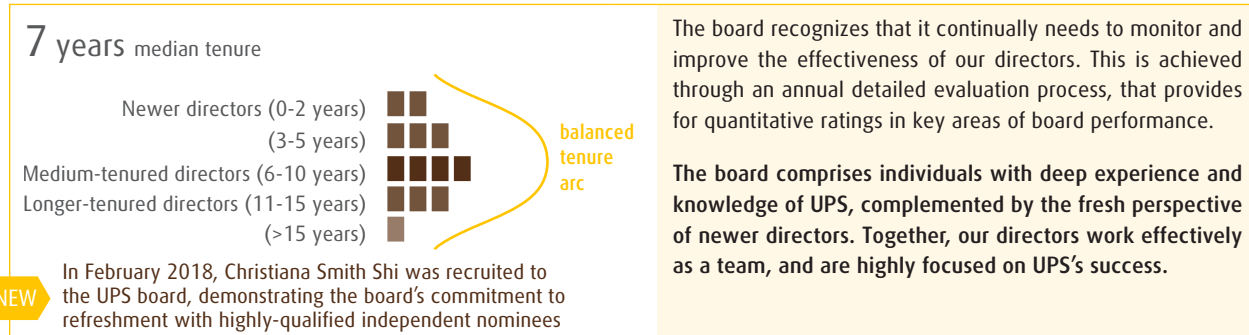 7 years median tenure
Newer directors (0-2 years)
(3-5 years)
Medium-tenured directors (6-10 years)
Longer-tenured directors (11-15 years)
(>15 years)
balanced
tenure
arc
NEW
In February 2018, Christiana Smith Shi was recruited to
the UPS board, demonstrating the board's commitment to
refreshment with highly-qualified independent nominees
The board recognizes that it continually needs to monitor and
improve the effectiveness of our directors. This is achieved
through an annual detailed evaluation process, that provides
for quantitative ratings in key areas of board performance.
The board comprises individuals with deep experience and
knowledge of UPS, complemented by the fresh perspective
of newer directors. Together, our directors work effectively
as a team, and are highly focused on UPS's success.